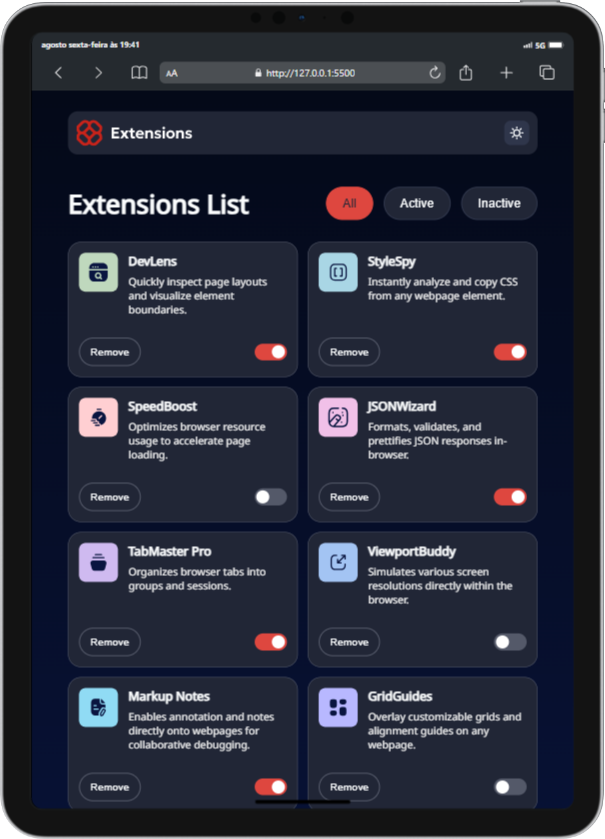 agosto sexta-feira às 19:41
5G
AA
http://127.0.0.1:5500
Extensions
Extensions List
All
Active
Inactive
DevLens
Quickly inspect page layouts
and visualize element
boundaries.
Remove
StyleSpy
Instantly analyze and copy CSS
from any webpage element.
Remove
SpeedBoost
Optimizes browser resource
usage to accelerate page
loading.
Remove
JSONWizard
Formats, validates, and
prettifies JSON responses in-
browser.
Remove
TabMaster Pro
Organizes browser tabs into
groups and sessions.
Remove
ViewportBuddy
Simulates various screen
resolutions directly within the
browser.
Remove
Markup Notes
Enables annotation and notes
directly onto webpages for
collaborative debugging.
Remove
GridGuides
Overlay customizable grids and
alignment guides on any
webpage.
Remove